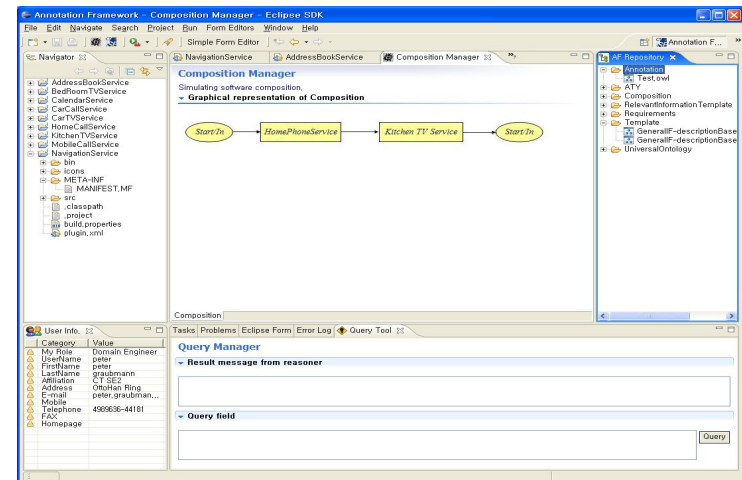 Annotation Framework - Composition Manager - Eclipse SDK
File Edit Navigate Search Project Run Form Editors Window Help
Simple Form Editor
Annotation F...
Navigator
AddressBookService
BedRoomTVService
CalendarService
CarCallService
CarTVService
HomeCallService
KitchenTVService
MobileCallService
NavigationService
bin
icons
META-INF
MANIFEST.MF
src
.classpath
.project
build.properties
plugin.xml
NavigationService AddressBookService Composition Manager
Composition Manager
Simulating software composition.
Graphical representation of Composition
Start/In HomePhoneService Kitchen TV Service Start/In
Composition
AF Repository
Annotation
Test.owl
ATY
Composition
RelevantInformationTemplate
Requirements
Template
GeneralIF-descriptionBase
GeneralIF-descriptionBase
UniversalOntology
User Info.
Category Value
My Role Domain Engineer
UserName peter
FirstName peter
LastName graubmann
Affiliation CT SE2
Address OttoHan Ring
E-mail peter.graubman...
Mobile
Telephone 4989636-44181
FAX
Homepage
Tasks Problems Eclipse Form Error Log Query Tool
Query Manager
Result message from reasoner
Query field
Query